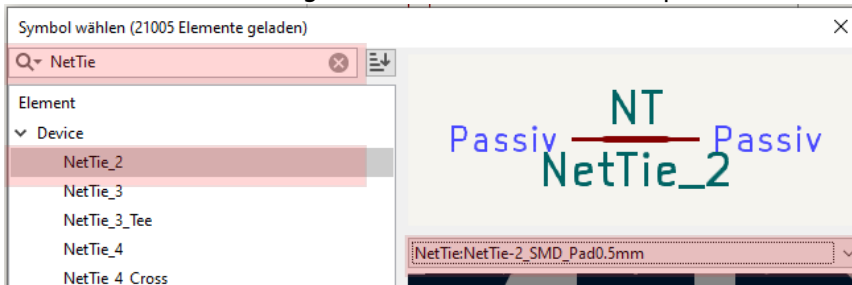 Symbol wählen (21005 Elemente geladen)
NetTie
Element
Device
NetTie_2
NetTie_3
NetTie_3_Tee
NetTie_4
NetTie_4_Cross
NT
Passiv Passiv
NetTie_2
NetTie:NetTie-2_SMD_Pad0.5mm